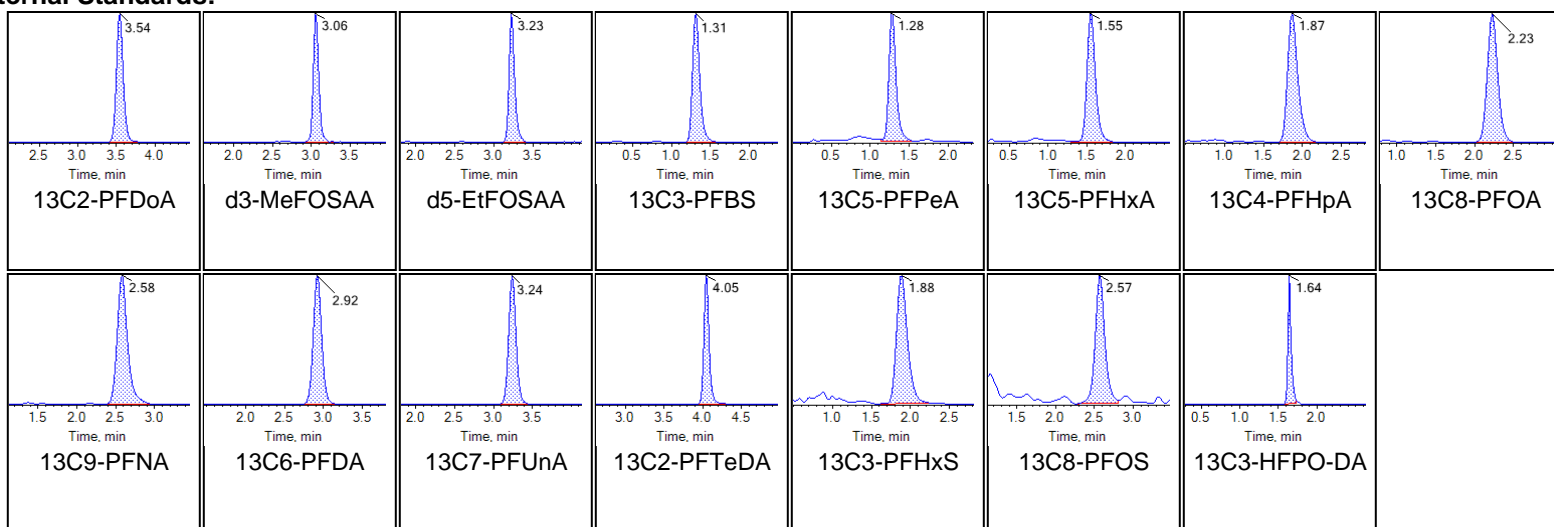 ternal Standards:
3.54 3.06 3.23 1.31 1.28 1.55 1.87 2.23
2.5 3.0 3.5 4.0 2.0 2.5 3.0 3.5 2.0 2.5 3.0 3.5 0.5 1.0 1.5 2.0 0.5 1.0 1.5 2.0 0.5 1.0 1.5 2.0 1.0 1.5 2.0 2.5 1.0 1.5 2.0 2.5
Time, min Time, min Time, min Time, min Time, min Time, min Time, min Time, min
13C2-PFDoA d3-MeFOSAA d5-EtFOSAA 13C3-PFBS 13C5-PFPeA 13C5-PFHxA 13C4-PFHpA 13C8-PFOA
2.58 2.92 3.24 4.05 1.88 2.57 1.64
1.5 2.0 2.5 3.0 2.0 2.5 3.0 3.5 2.0 2.5 3.0 3.5 3.0 3.5 4.0 4.5 1.0 1.5 2.0 2.5 1.5 2.0 2.5 3.0 0.5 1.0 1.5 2.0
Time, min Time, min Time, min Time, min Time, min Time, min Time, min
13C9-PFNA 13C6-PFDA 13C7-PFUnA 13C2-PFTeDA 13C3-PFHxS 13C8-PFOS 13C3-HFPO-DA